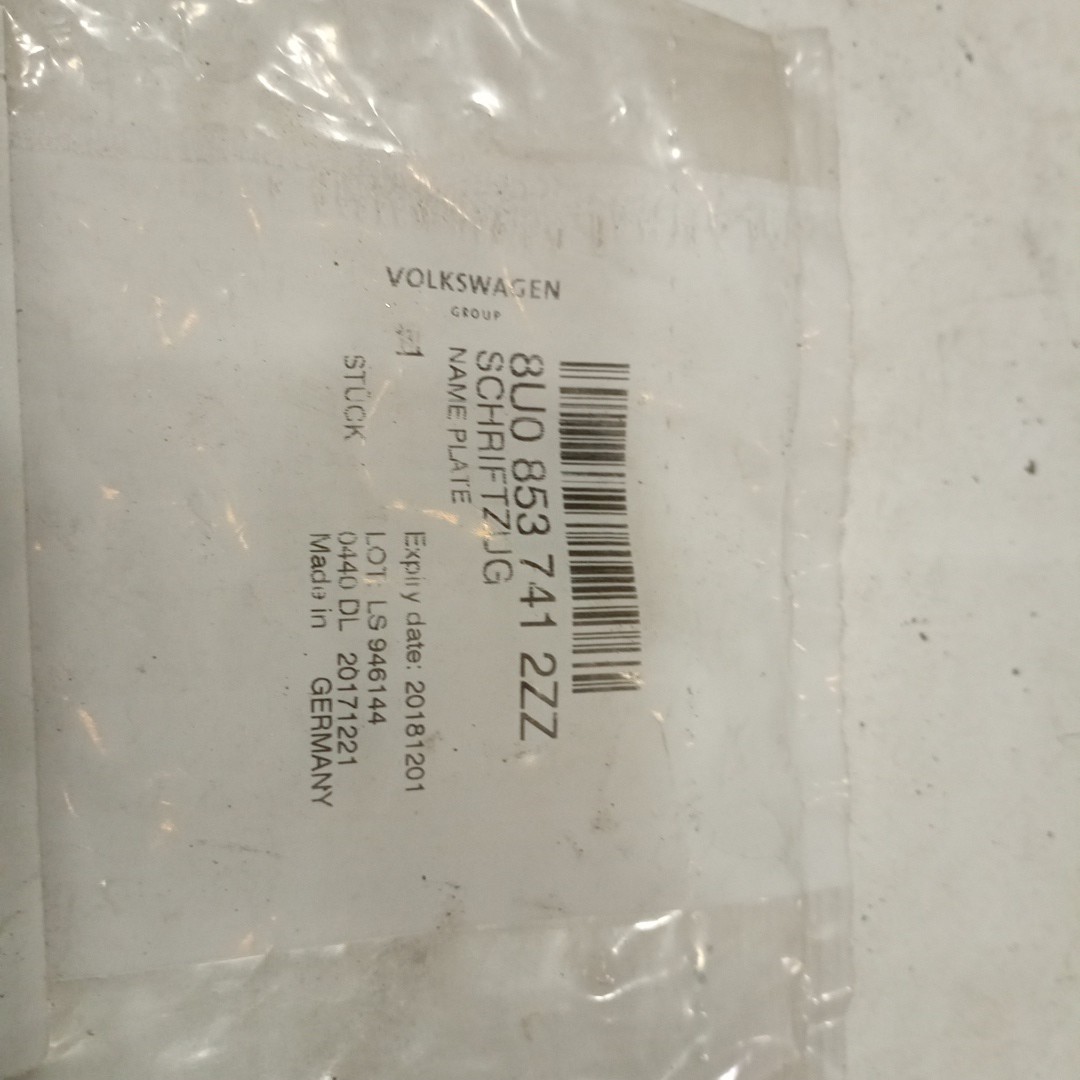 VOLKSWAGEN
GROUP
8U0 853 741 2ZZ
SCHRIFTZUG
NAME PLATE
1
STÜCK
Expiry date: 20181201
LOT: LS 946144
0440 DL 20171221
Made in GERMANY